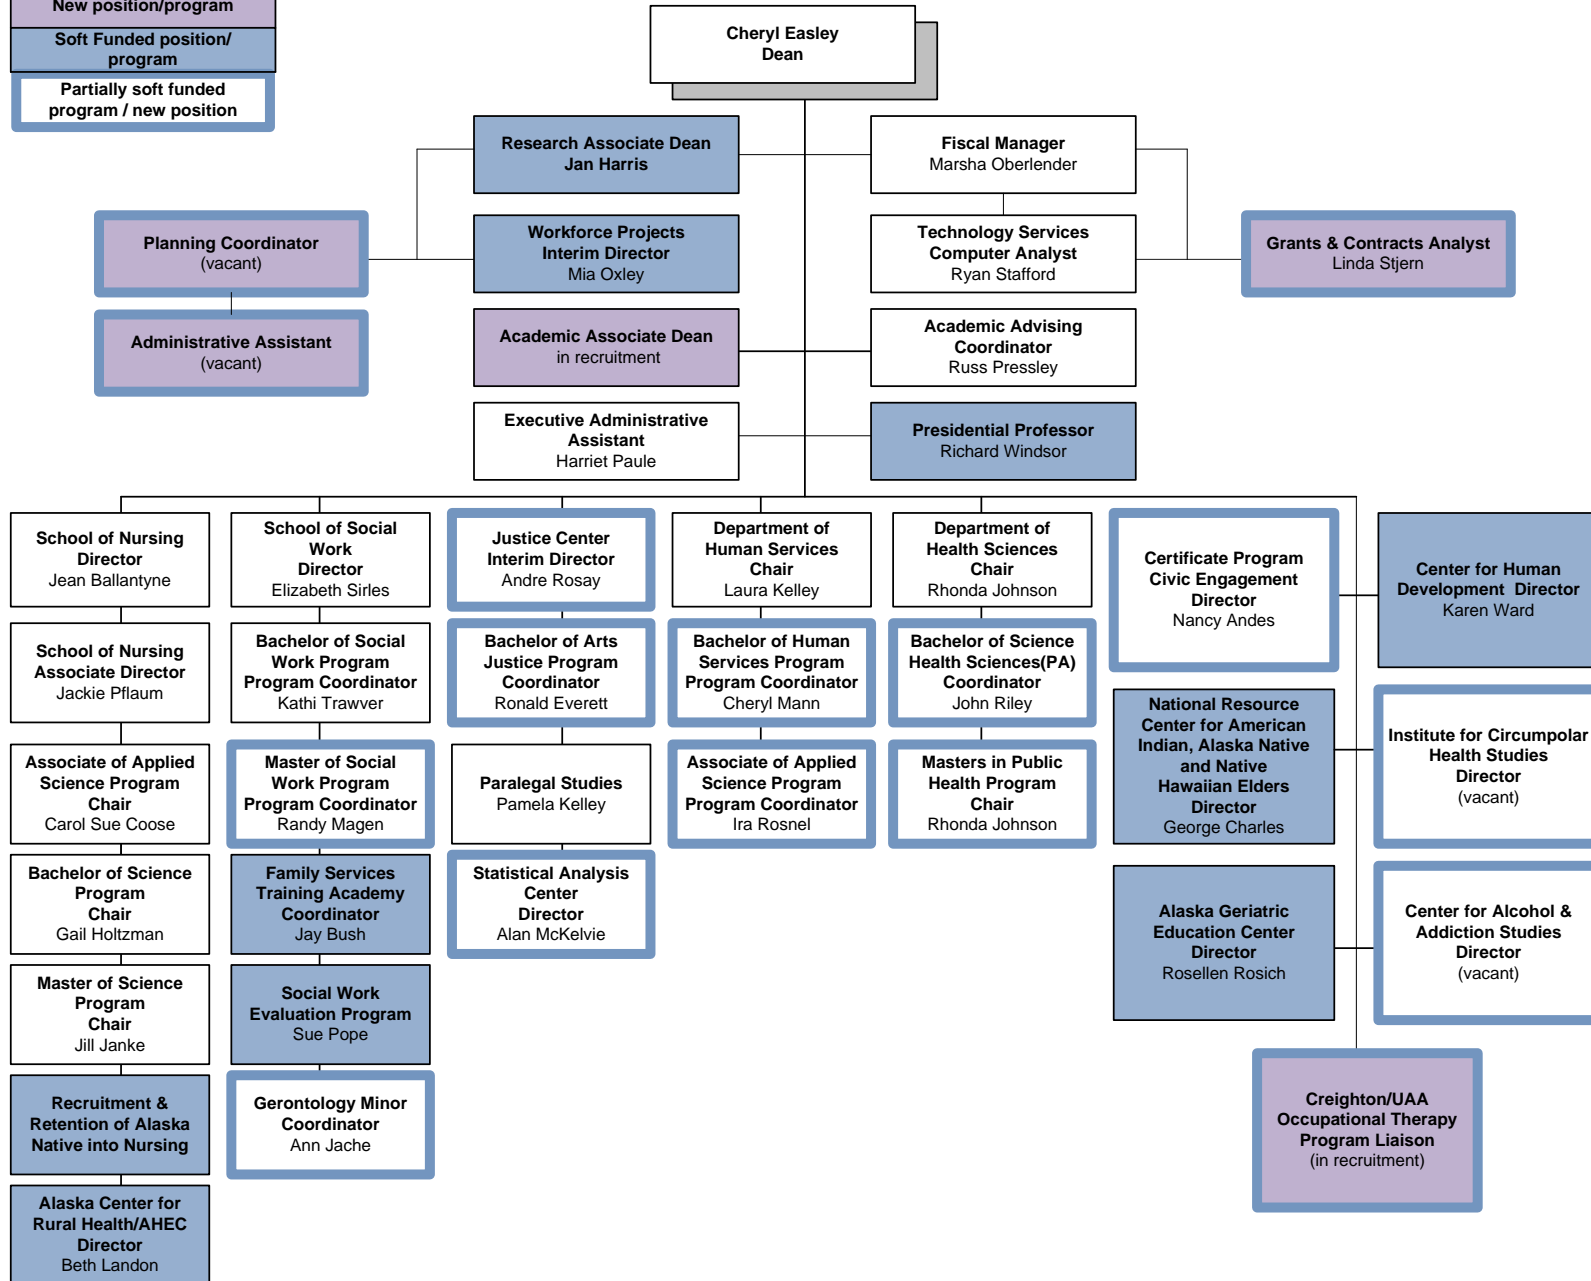 New position/program
Soft Funded position/
program
Partially soft funded
program / new position
Cheryl Easley
Dean
Research Associate Dean
Jan Harris
Fiscal Manager
Marsha Oberlender
Planning Coordinator
(vacant)
Workforce Projects
Interim Director
Mia Oxley
Technology Services
Computer Analyst
Ryan Stafford
Grants & Contracts Analyst
Linda Stjern
Administrative Assistant
(vacant)
Academic Associate Dean
in recruitment
Academic Advising
Coordinator
Russ Pressley
Executive Administrative
Assistant
Harriet Paule
Presidential Professor
Richard Windsor
School of Nursing
Director
Jean Ballantyne
School of Social
Work
Director
Elizabeth Sirles
Justice Center
Interim Director
Andre Rosay
Department of
Human Services
Chair
Laura Kelley
Department of
Health Sciences
Chair
Rhonda Johnson
Certificate Program
Civic Engagement
Director
Nancy Andes
Center for Human
Development  Director
Karen Ward
School of Nursing
Associate Director
Jackie Pflaum
Bachelor of Social
Work Program
Program Coordinator
Kathi Trawver
Bachelor of Arts
Justice Program
Coordinator
Ronald Everett
Bachelor of Human
Services Program
Program Coordinator
Cheryl Mann
Bachelor of Science
Health Sciences(PA)
Coordinator
John Riley
National Resource
Center for American
Indian, Alaska Native
and Native
Hawaiian Elders
Director
George Charles
Institute for Circumpolar
Health Studies
Director
(vacant)
Associate of Applied
Science Program
Chair
Carol Sue Coose
Master of Social
Work Program
Program Coordinator
Randy Magen
Paralegal Studies
Pamela Kelley
Associate of Applied
Science Program
Program Coordinator
Ira Rosnel
Masters in Public
Health Program
Chair
Rhonda Johnson
Bachelor of Science
Program
Chair
Gail Holtzman
Family Services
Training Academy
Coordinator
Jay Bush
Statistical Analysis
Center
Director
Alan McKelvie
Alaska Geriatric
Education Center
Director
Rosellen Rosich
Center for Alcohol &
Addiction Studies
Director
(vacant)
Master of Science
Program
Chair
Jill Janke
Social Work
Evaluation Program
Sue Pope
Recruitment &
Retention of Alaska
Native into Nursing
Gerontology Minor
Coordinator
Ann Jache
Creighton/UAA
Occupational Therapy
Program Liaison
(in recruitment)
Alaska Center for
Rural Health/AHEC
Director
Beth Landon